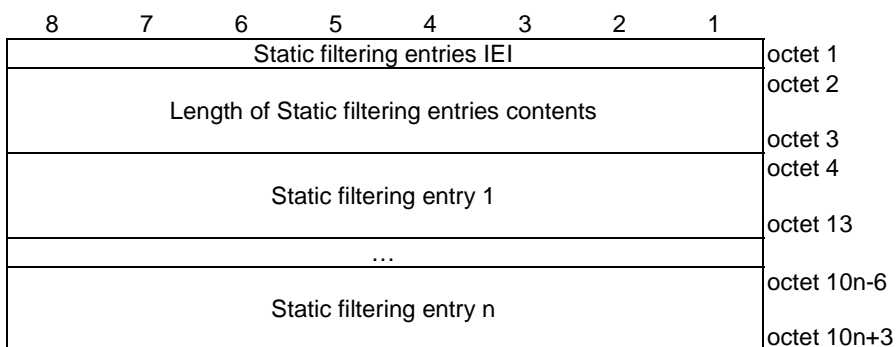 8 7 6 5 4 3 2 1
Static filtering entries IEI octet 1
octet 2
Length of Static filtering entries contents
octet 3
octet 4
Static filtering entry 1
octet 13
…
octet 10n-6
Static filtering entry n
octet 10n+3